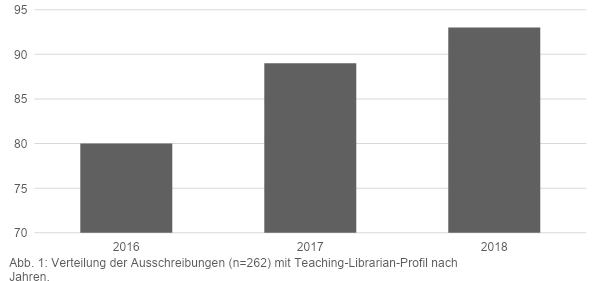 95
90
85
80
75
70
2016 2017 2018
Abb. 1: Verteilung der Ausschreibungen (n=262) mit Teaching-Librarian-Profil nach
Jahren.